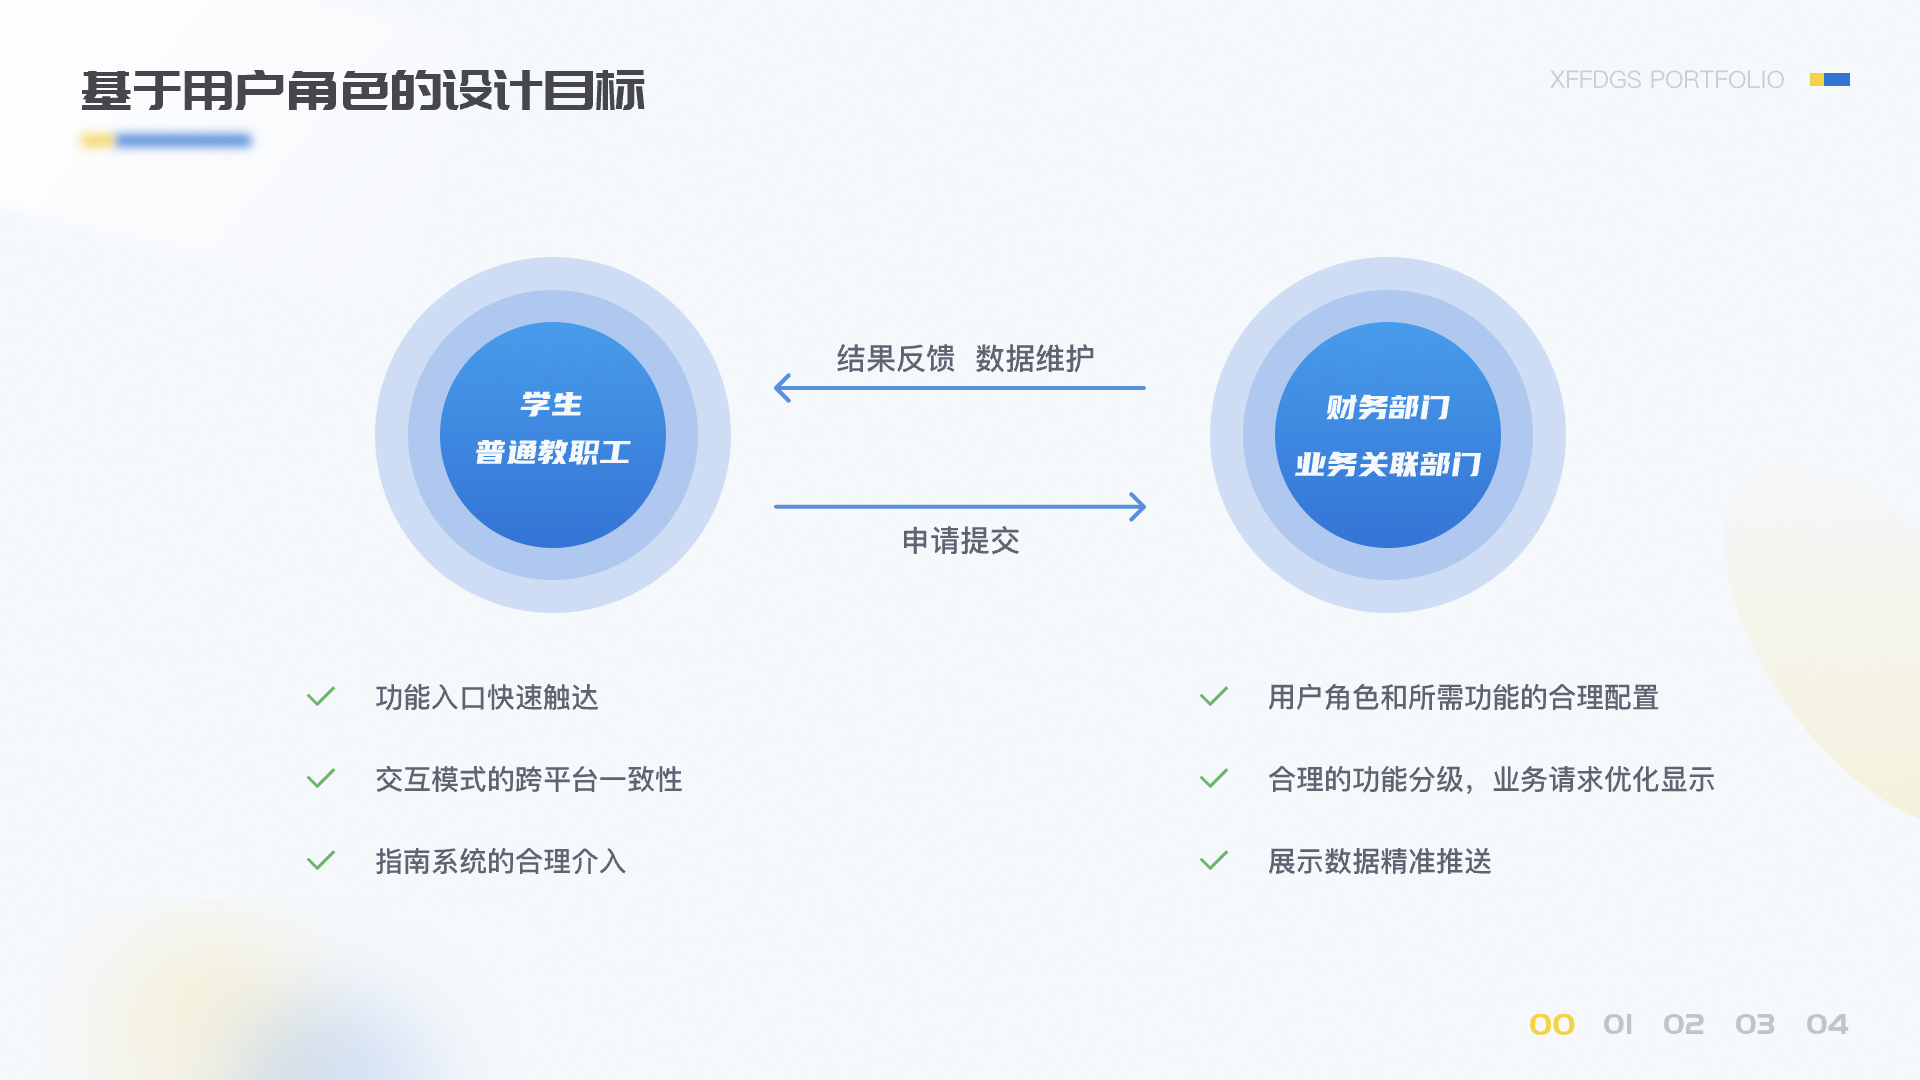 基于用户角色的设计目标
XFFDGS PORTFOLIO
学生
普通教职工
结果反馈 数据维护
申请提交
财务部门
业务关联部门
功能入口快速触达
交互模式的跨平台一致性
指南系统的合理介入
用户角色和所需功能的合理配置
合理的功能分级，业务请求优化显示
展示数据精准推送
00 01 02 03 04